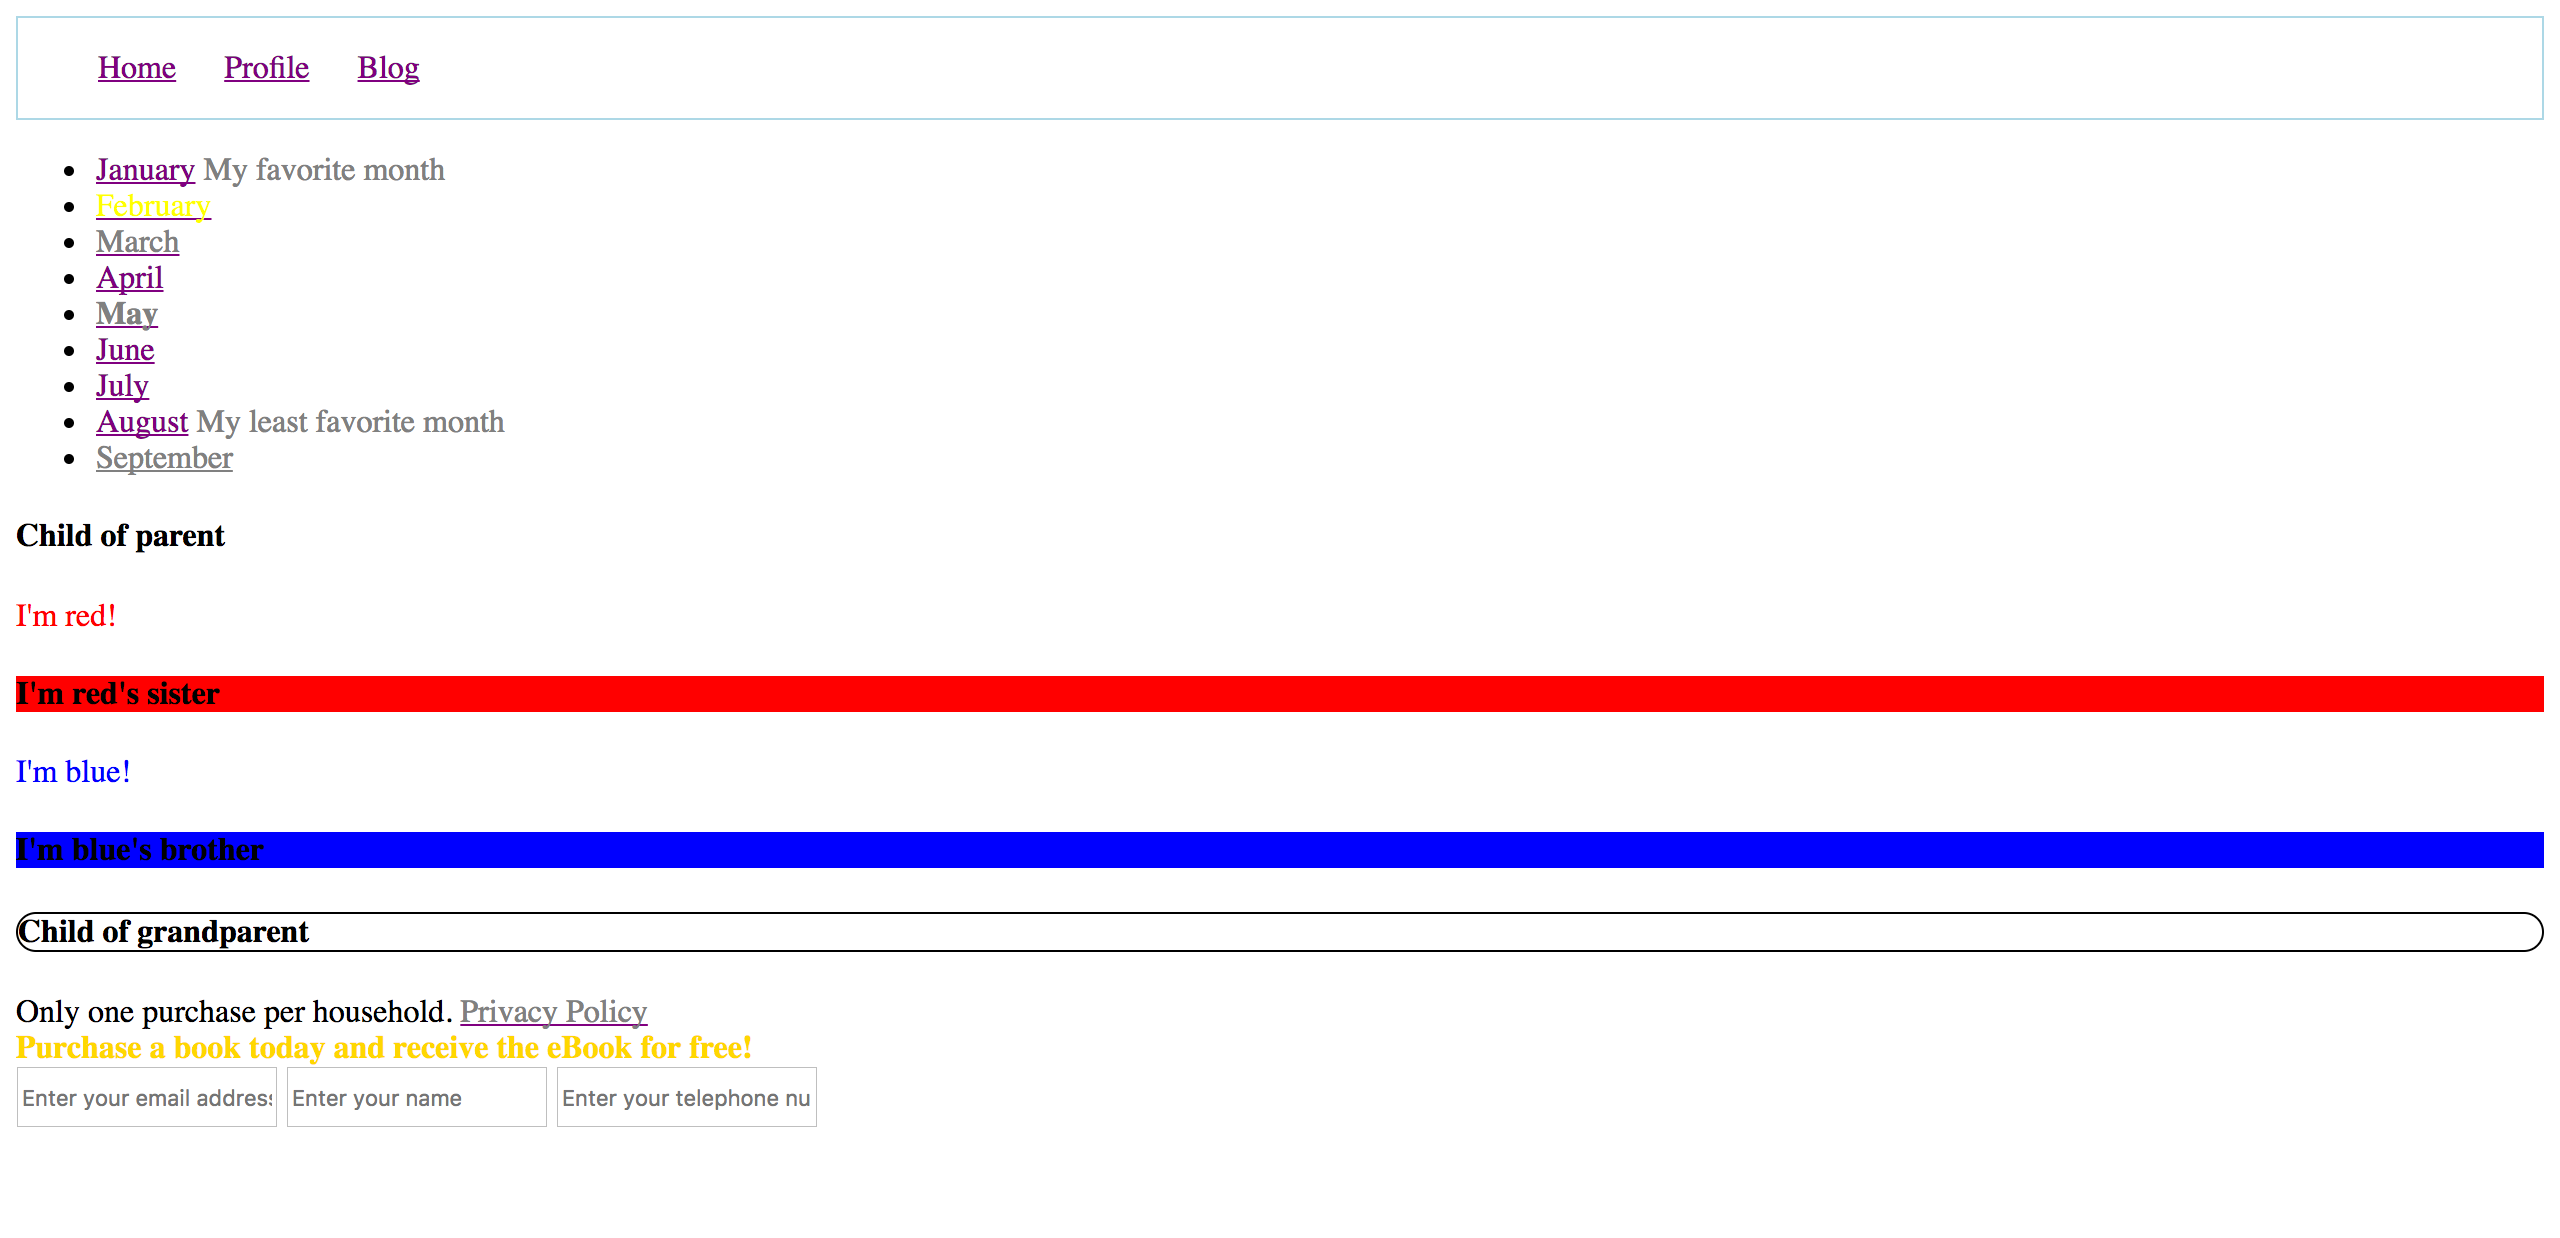 Home Profile Blog
January My favorite month
February
March
April
May
June
July
August My least favorite month
September
Child of parent
I'm red!
I'm red's sister
I'm blue!
I'm blue's brother
Child of grandparent
Only one purchase per household. Privacy Policy
Purchase a book today and receive the eBook for free!
Enter your email address Enter your name Enter your telephone nu